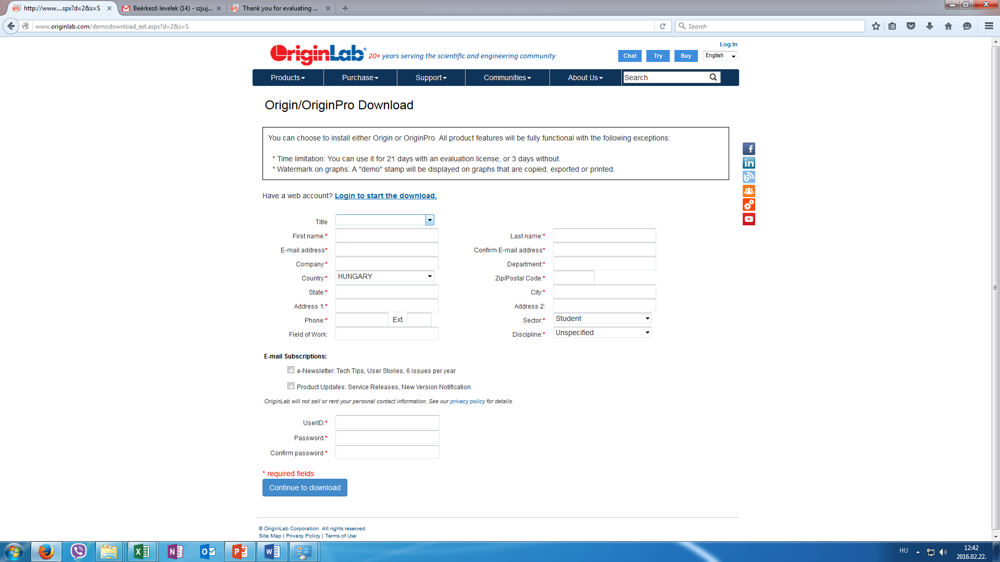 http://www....spx?d=2&s=S
Beérkező levelek (14) - szjuj...
Thank you for evaluating ...
www.originlab.com/demodownload_ext.aspx?d=2&s=S
Search
Log In
OriginLab® 20+ years serving the scientific and engineering community
Chat Try Buy English
Products Purchase Support Communities About Us Search
Origin/OriginPro Download
You can choose to install either Origin or OriginPro. All product features will be fully functional with the following exceptions:
* Time limitation: You can use it for 21 days with an evaluation license, or 3 days without.
* Watermark on graphs: A "demo" stamp will be displayed on graphs that are copied, exported or printed.
Have a web account? Login to start the download.
Title
First name:* Last name:*
E-mail address* Confirm E-mail address*
Company:* Department:*
Country:* HUNGARY Zip/Postal Code:*
State:* City:*
Address 1:* Address 2:
Phone:* Ext. Sector:* Student
Field of Work: Discipline:* Unspecified
E-mail Subscriptions:
e-Newsletter: Tech Tips, User Stories, 6 issues per year
Product Updates: Service Releases, New Version Notification
OriginLab will not sell or rent your personal contact information. See our privacy policy for details.
UserID:*
Password:*
Confirm password *
* required fields
Continue to download
© OriginLab Corporation. All rights reserved.
Site Map | Privacy Policy | Terms of Use
HU
12:42
2016.02.22.